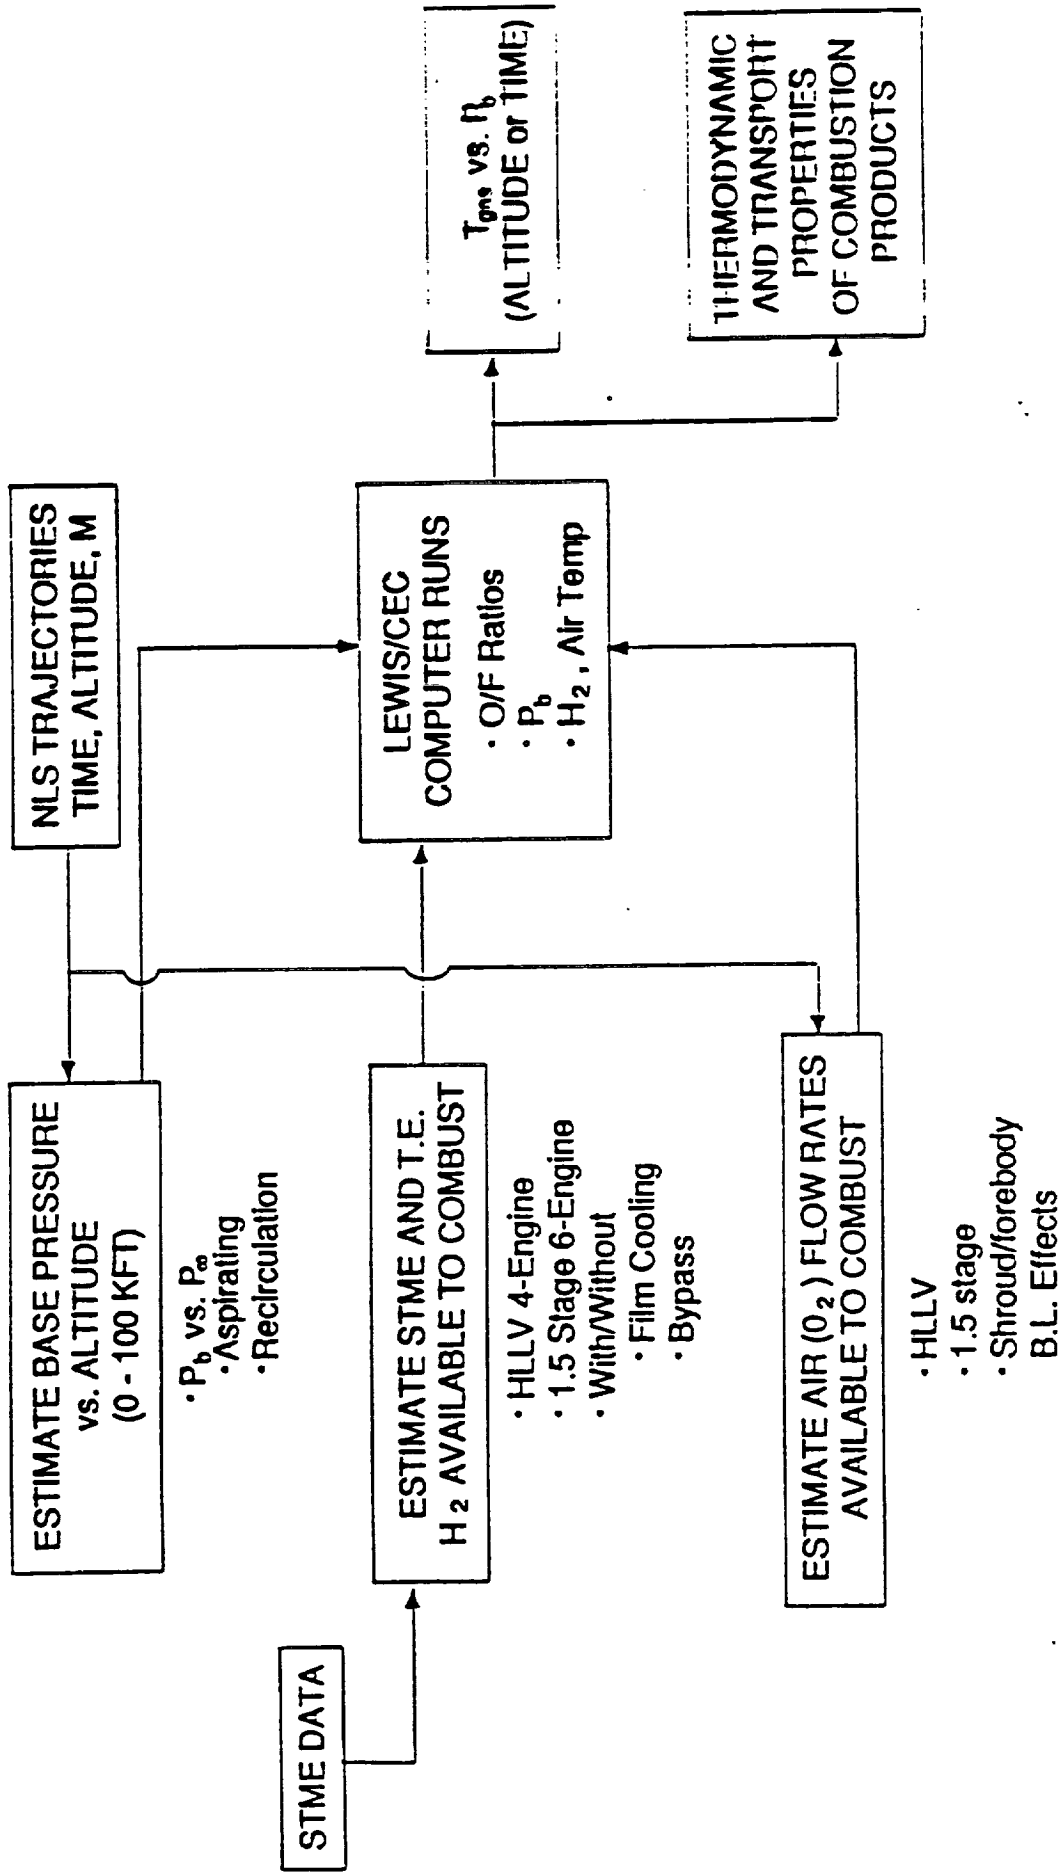 NLS TRAJECTORIES
TIME, ALTITUDE, M
ESTIMATE BASE PRESSURE
vs. ALTITUDE
(0 - 100 KFT)
· P_b vs. P_∞
· Aspirating
· Recirculation
STME DATA
ESTIMATE STME AND T.E.
H₂ AVAILABLE TO COMBUST
· HLLV 4-Engine
· 1.5 Stage 6-Engine
· With/Without
· Film Cooling
· Bypass
ESTIMATE AIR (0₂) FLOW RATES
AVAILABLE TO COMBUST
· HLLV
· 1.5 stage
· Shroud/forebody
B.L. Effects
LEWIS/CEC
COMPUTER RUNS
· O/F Ratios
· P_b
· H₂, Air Temp
T_gas vs. P_b
(ALTITUDE or TIME)
THERMODYNAMIC
AND TRANSPORT
PROPERTIES
OF COMBUSTION
PRODUCTS